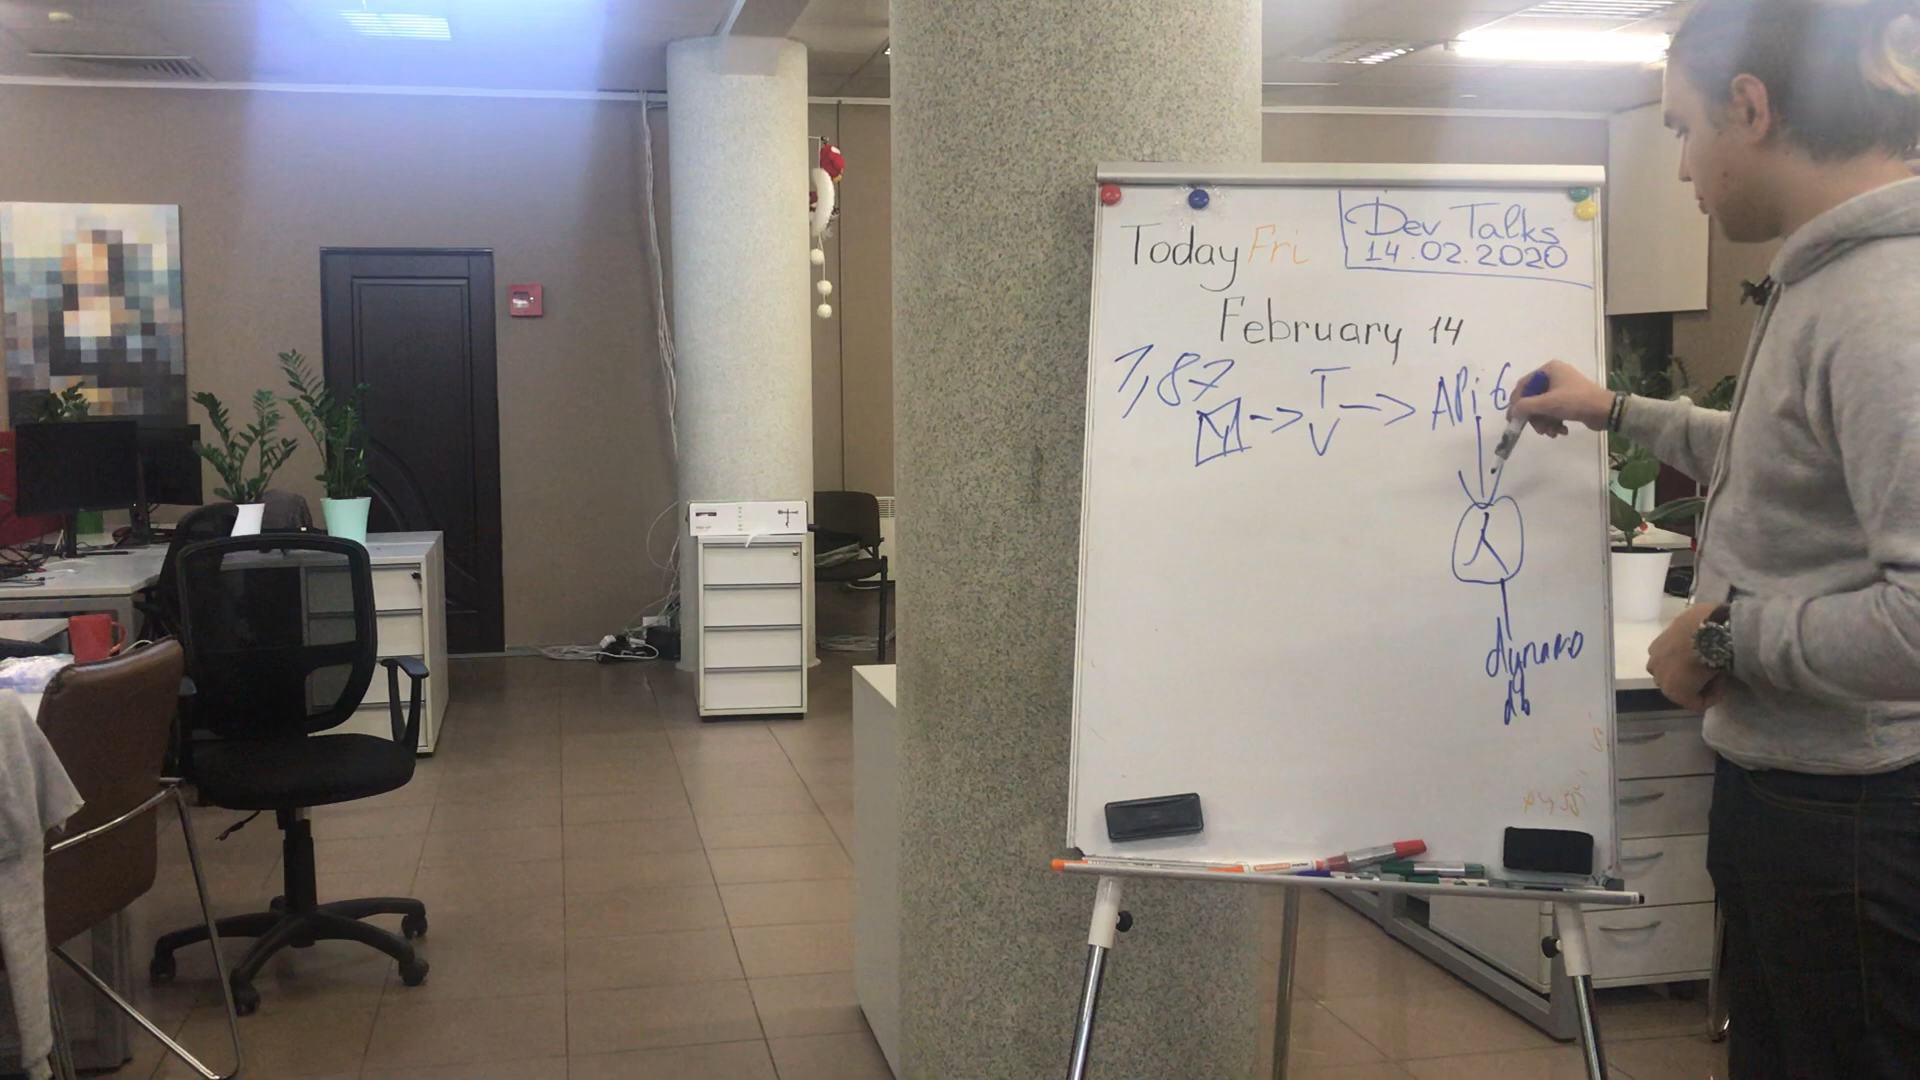 Dev Talks
14.02.2020
Today Fri
February 14
1,87
T
V
APi G
λ
dynamo
db